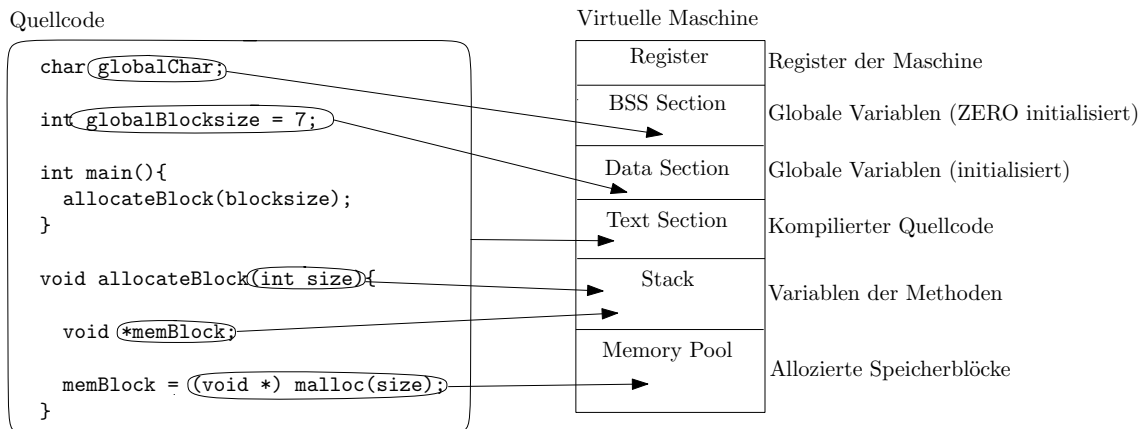 Quellcode
char globalChar;
int globalBlocksize = 7;
int main(){
allocateBlock(blocksize);
}
void allocateBlock(int size){
void *memBlock;
memBlock = (void *) malloc(size);
}
Virtuelle Maschine
Register
Register der Maschine
BSS Section
Globale Variablen (ZERO initialisiert)
Data Section
Globale Variablen (initialisiert)
Text Section
Kompilierter Quellcode
Stack
Variablen der Methoden
Memory Pool
Allozierte Speicherblöcke